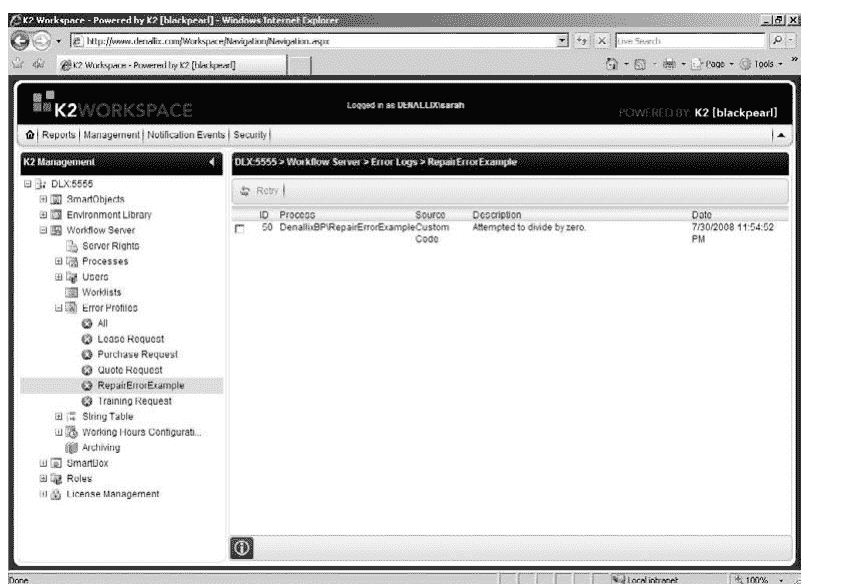 K2 Workspace - Powered by K2 [blackpearl] - Windows Internet Explorer
http://www.denallix.com/Workspace/Navigation/Navigation.aspx
Live Search
K2 Workspace - Powered by K2 [blackpearl]
Page
Tools
K2WORKSPACE
Logged in as DENALLIX\sarah
POWERED BY K2 [blackpearl]
Reports | Management | Notification Events | Security |
K2 Management
DLX:5555 > Workflow Server > Error Logs > RepairErrorExample
DLX:5555
Retry
SmartObjects
Environment Library
ID Process Source Description Date
Workflow Server
50 DenallixBP\RepairErrorExample Custom Attempted to divide by zero. 7/30/2008 11:54:52
Code PM
Server Rights
Processes
Users
Worklists
Error Profiles
All
Lease Request
Purchase Request
Quote Request
RepairErrorExample
Training Request
String Table
Working Hours Configurati...
Archiving
SmartBox
Roles
License Management
Done
Local intranet
100%